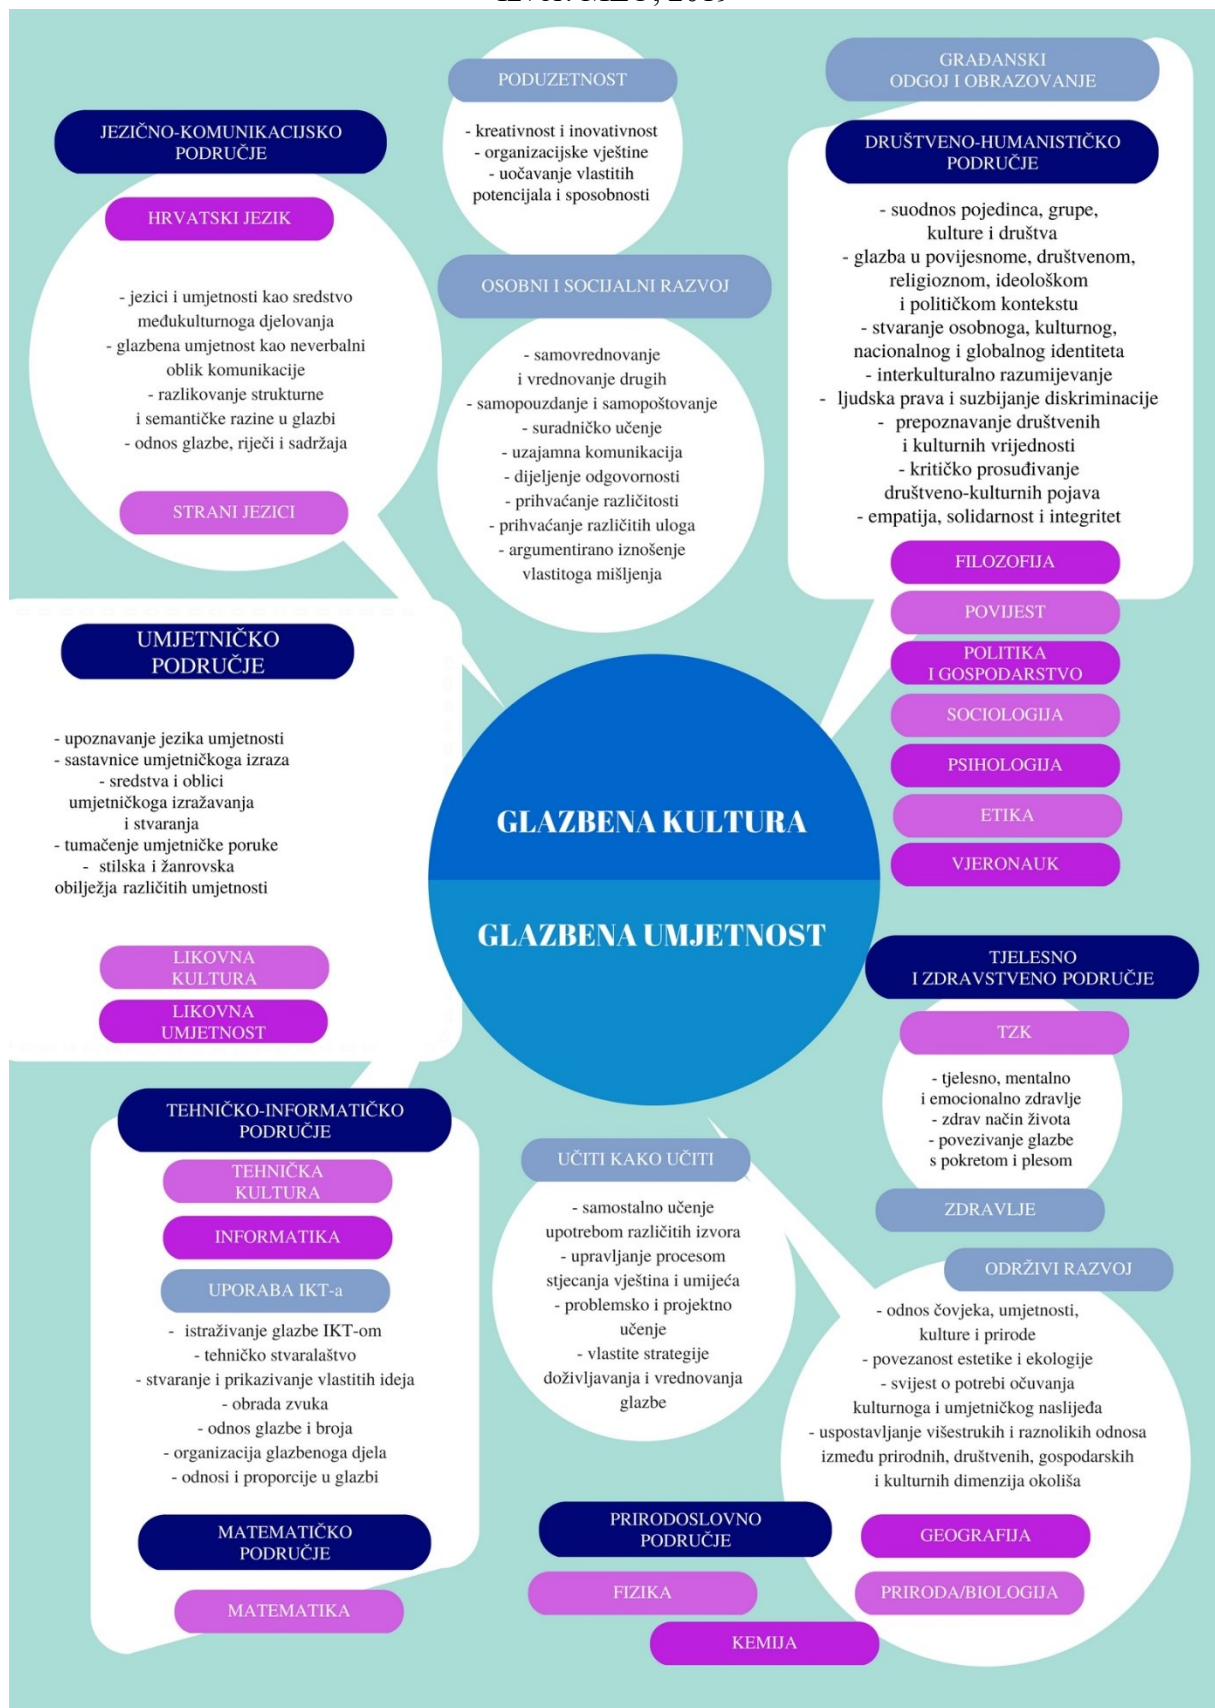 JEZIČNO-KOMUNIKACIJSKO
PODRUČJE
HRVATSKI JEZIK
- jezici i umjetnosti kao sredstvo
međukulturnoga djelovanja
- glazbena umjetnost kao neverbalni
oblik komunikacije
- razlikovanje strukturne
i semantičke razine u glazbi
- odnos glazbe, riječi i sadržaja
STRANI JEZICI
PODUZETNOST
- kreativnost i inovativnost
- organizacijske vještine
- uočavanje vlastitih
potencijala i sposobnosti
OSOBNI I SOCIJALNI RAZVOJ
- samovrednovanje
i vrednovanje drugih
- samopouzdanje i samopoštovanje
- suradničko učenje
- uzajamna komunikacija
- dijeljenje odgovornosti
- prihvaćanje različitosti
- prihvaćanje različitih uloga
- argumentirano iznošenje
vlastitoga mišljenja
GRAĐANSKI
ODGOJ I OBRAZOVANJE
DRUŠTVENO-HUMANISTIČKO
PODRUČJE
- suodnos pojedinca, grupe,
kulture i društva
- glazba u povijesnome, društvenom,
religioznom, ideološkom
i političkom kontekstu
- stvaranje osobnoga, kulturnog,
nacionalnog i globalnog identiteta
- interkulturalno razumijevanje
- ljudska prava i suzbijanje diskriminacije
- prepoznavanje društvenih
i kulturnih vrijednosti
- kritičko prosuđivanje
društveno-kulturnih pojava
- empatija, solidarnost i integritet
FILOZOFIJA
POVIJEST
POLITIKA
I GOSPODARSTVO
SOCIOLOGIJA
PSIHOLOGIJA
ETIKA
VJERONAUK
UMJETNIČKO
PODRUČJE
- upoznavanje jezika umjetnosti
- sastavnice umjetničkoga izraza
- sredstva i oblici
umjetničkoga izražavanja
i stvaranja
- tumačenje umjetničke poruke
- stilska i žanrovska
obilježja različitih umjetnosti
LIKOVNA
KULTURA
LIKOVNA
UMJETNOST
GLAZBENA KULTURA
GLAZBENA UMJETNOST
TJELESNO
I ZDRAVSTVENO PODRUČJE
TZK
- tjelesno, mentalno
i emocionalno zdravlje
- zdrav način života
- povezivanje glazbe
s pokretom i plesom
ZDRAVLJE
TEHNIČKO-INFORMATIČKO
PODRUČJE
TEHNIČKA
KULTURA
INFORMATIKA
UPORABA IKT-a
- istraživanje glazbe IKT-om
- tehničko stvaralaštvo
- stvaranje i prikazivanje vlastitih ideja
- obrada zvuka
- odnos glazbe i broja
- organizacija glazbenoga djela
- odnosi i proporcije u glazbi
MATEMATIČKO
PODRUČJE
MATEMATIKA
UČITI KAKO UČITI
- samostalno učenje
upotrebom različitih izvora
- upravljanje procesom
stjecanja vještina i umijeća
- problemsko i projektno
učenje
- vlastite strategije
doživljavanja i vrednovanja
glazbe
ODRŽIVI RAZVOJ
- odnos čovjeka, umjetnosti,
kulture i prirode
- povezanost estetike i ekologije
- svijest o potrebi očuvanja
kulturnoga i umjetničkog naslijeđa
- uspostavljanje višestrukih i raznolikih odnosa
između prirodnih, društvenih, gospodarskih
i kulturnih dimenzija okoliša
PRIRODOSLOVNO
PODRUČJE
GEOGRAFIJA
FIZIKA
PRIRODA/BIOLOGIJA
KEMIJA